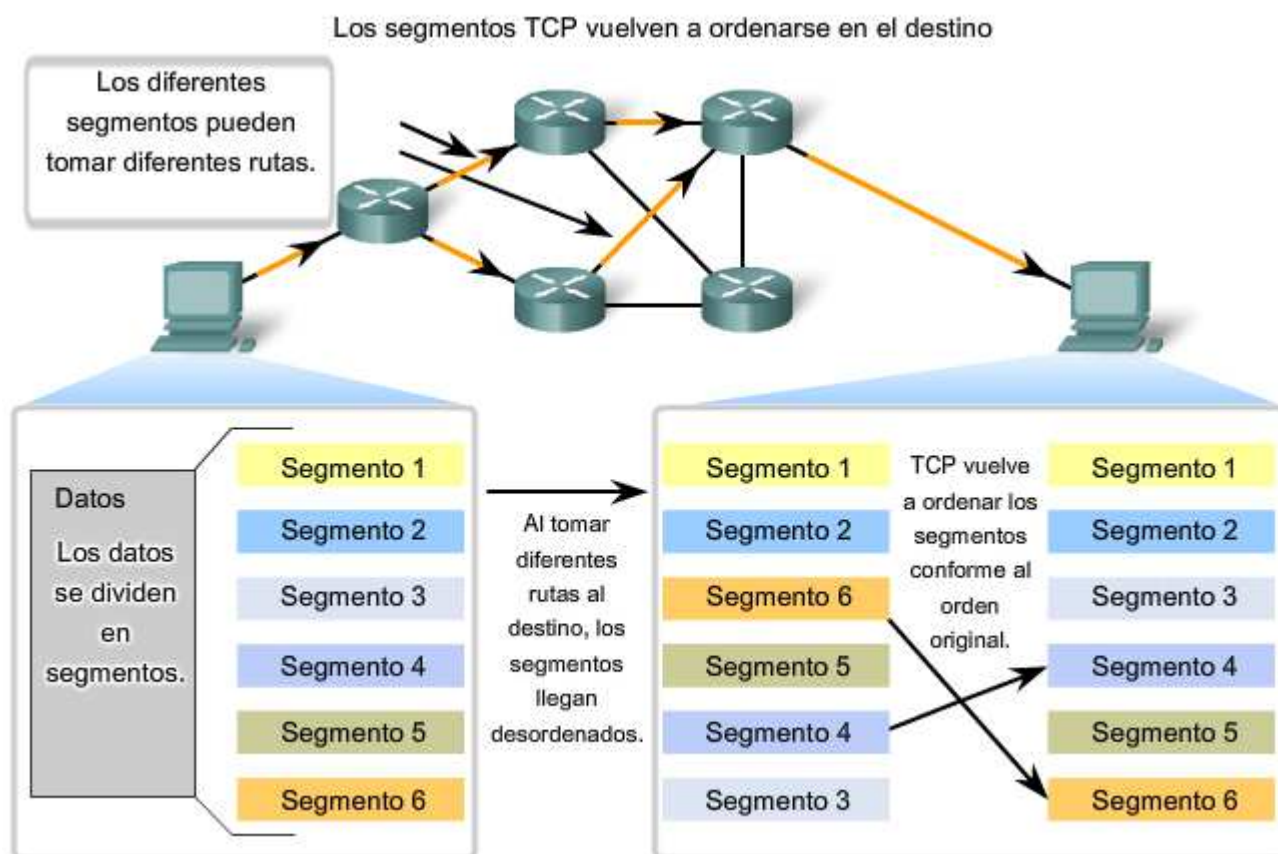 Los segmentos TCP vuelven a ordenarse en el destino
Los diferentes
segmentos pueden
tomar diferentes rutas.
Datos
Los datos
se dividen
en
segmentos.
Segmento 1
Segmento 2
Segmento 3
Segmento 4
Segmento 5
Segmento 6
Al tomar
diferentes
rutas al
destino, los
segmentos
llegan
desordenados.
Segmento 1
Segmento 2
Segmento 6
Segmento 5
Segmento 4
Segmento 3
TCP vuelve
a ordenar los
segmentos
conforme al
orden
original.
Segmento 1
Segmento 2
Segmento 3
Segmento 4
Segmento 5
Segmento 6